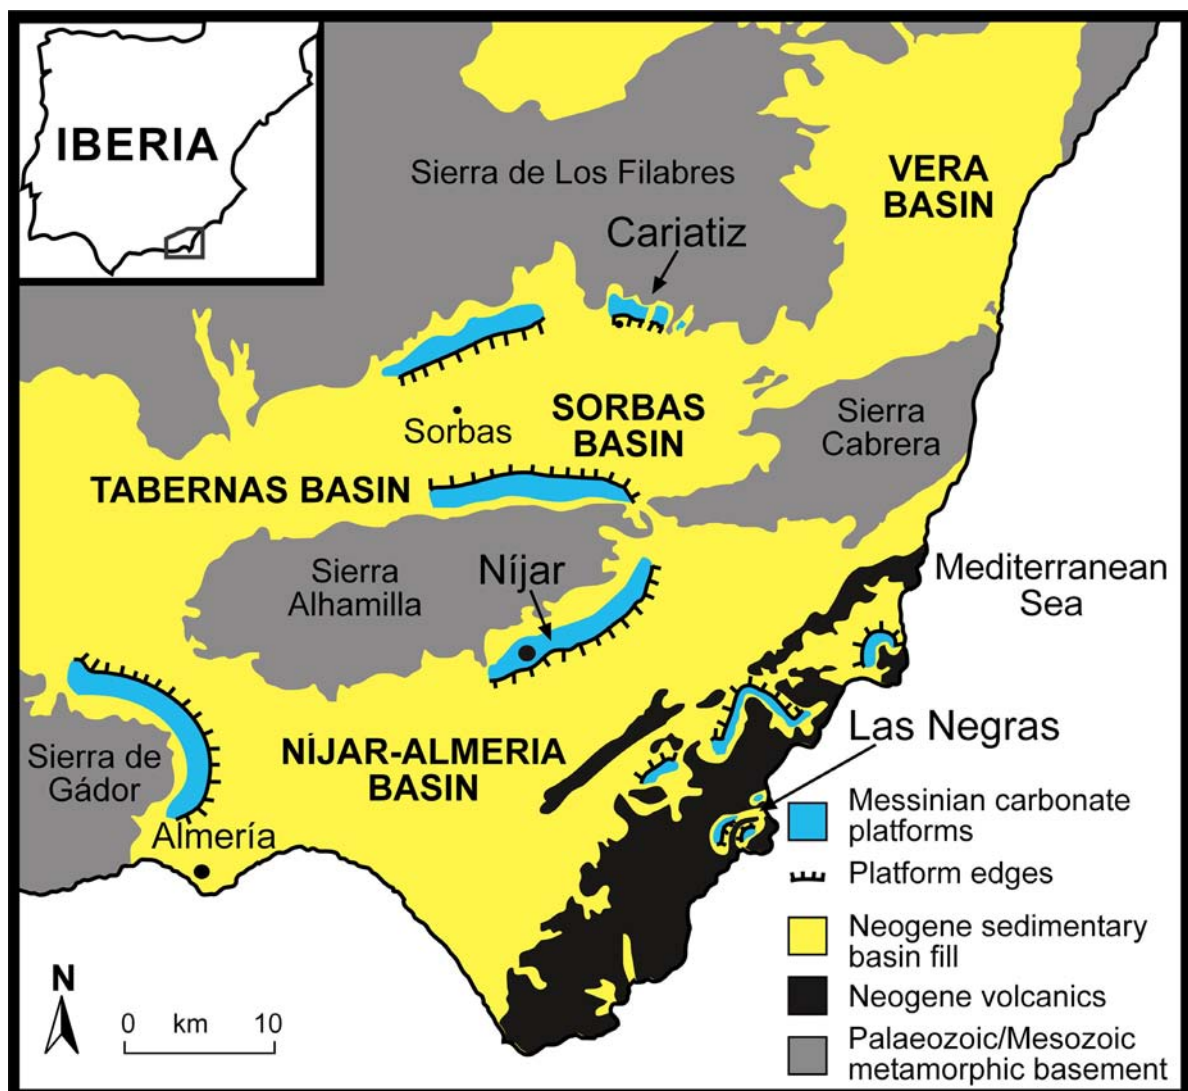 IBERIA
Sierra de Los Filabres
VERA
BASIN
Cariatiz
SORBAS
BASIN
Sorbas
Sierra
Cabrera
TABERNAS BASIN
Sierra
Alhamilla
Níjar
Mediterranean
Sea
Sierra de
Gádor
NÍJAR-ALMERIA
BASIN
Las Negras
Almería
Messinian carbonate
platforms
Platform edges
Neogene sedimentary
basin fill
Neogene volcanics
Palaeozoic/Mesozoic
metamorphic basement
N
0 km 10